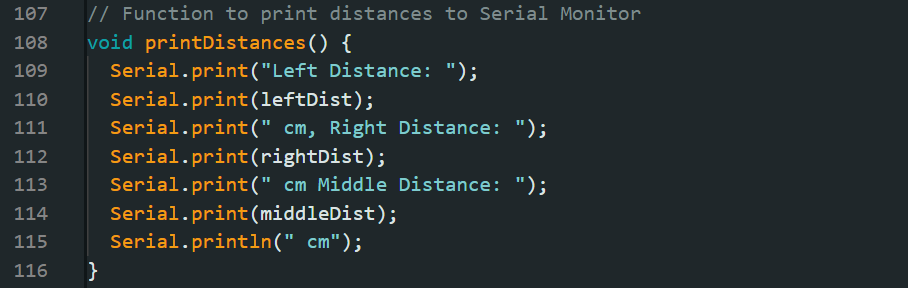 107 // Function to print distances to Serial Monitor
108 void printDistances() {
109   Serial.print("Left Distance: ");
110   Serial.print(leftDist);
111   Serial.print(" cm, Right Distance: ");
112   Serial.print(rightDist);
113   Serial.print(" cm Middle Distance: ");
114   Serial.print(middleDist);
115   Serial.println(" cm");
116 }